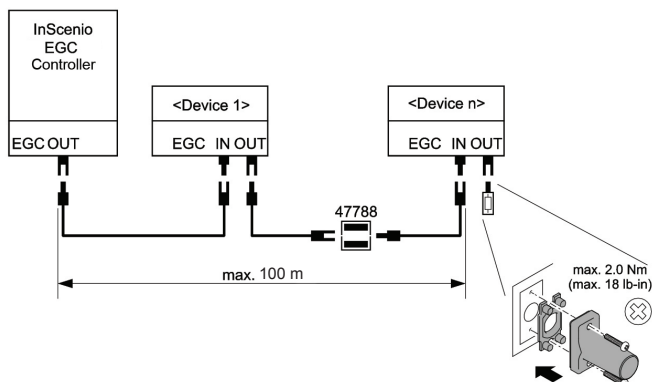 InScenio
EGC
Controller
EGC OUT
<Device 1>
EGC IN OUT
<Device n>
EGC IN OUT
47788
max. 100 m
max. 2.0 Nm
(max. 18 lb-in)